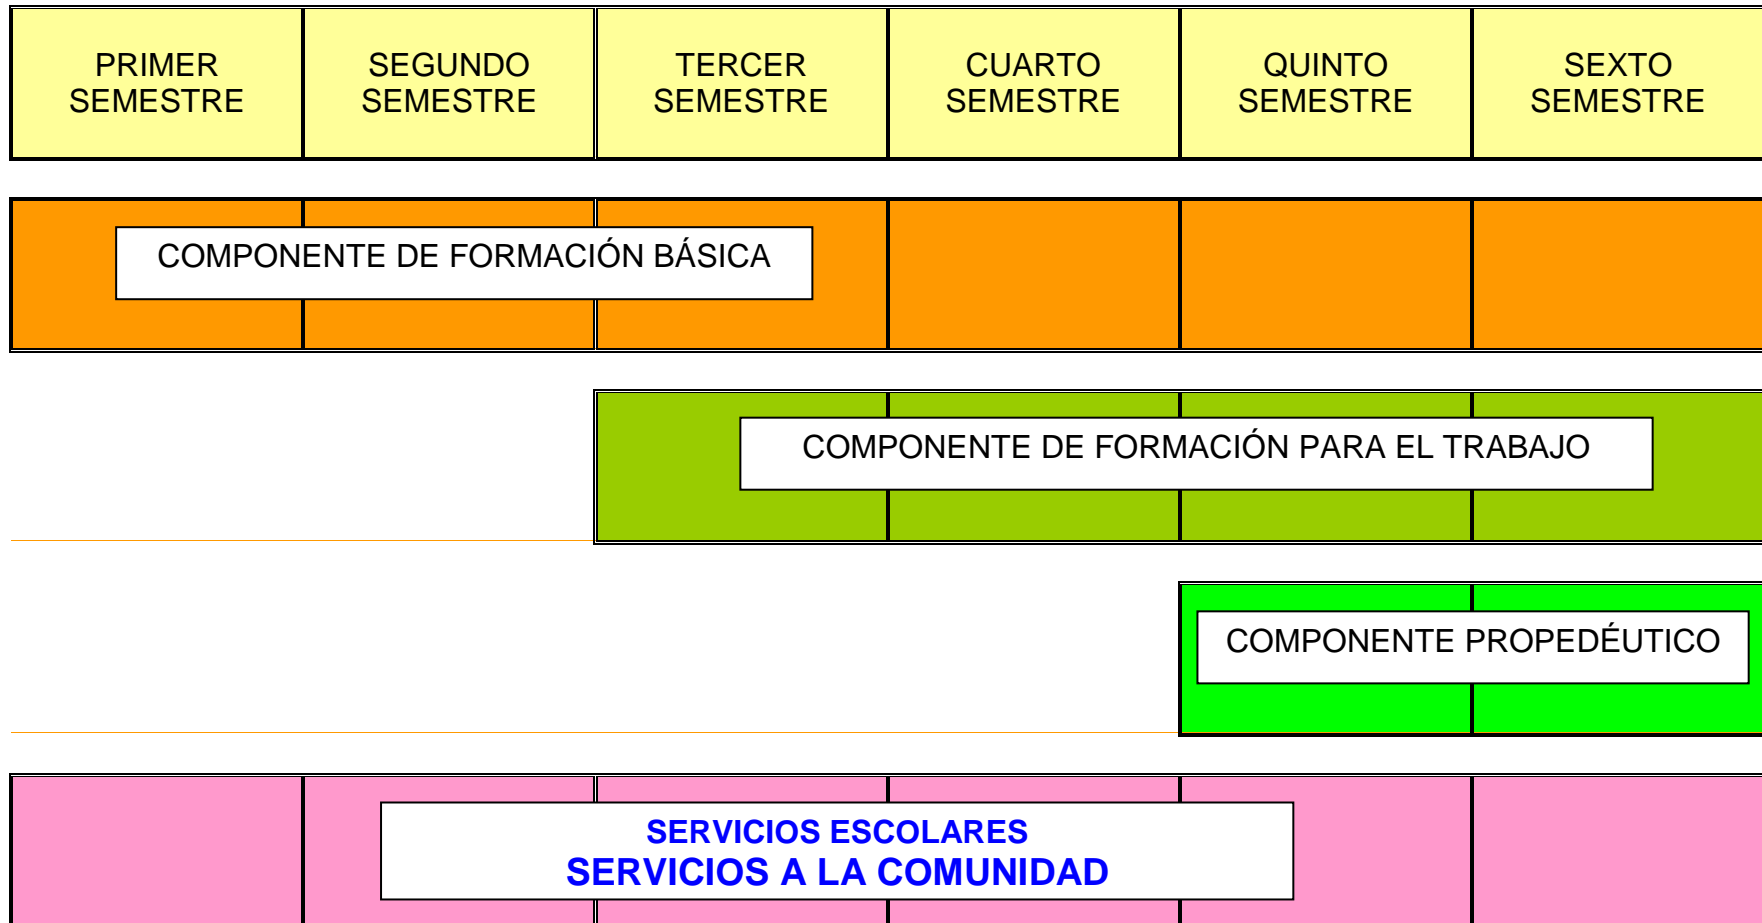 PRIMER
SEMESTRE
SEGUNDO
SEMESTRE
TERCER
SEMESTRE
CUARTO
SEMESTRE
QUINTO
SEMESTRE
SEXTO
SEMESTRE
COMPONENTE DE FORMACIÓN BÁSICA
COMPONENTE DE FORMACIÓN PARA EL TRABAJO
COMPONENTE PROPEDÉUTICO
SERVICIOS ESCOLARES
SERVICIOS A LA COMUNIDAD